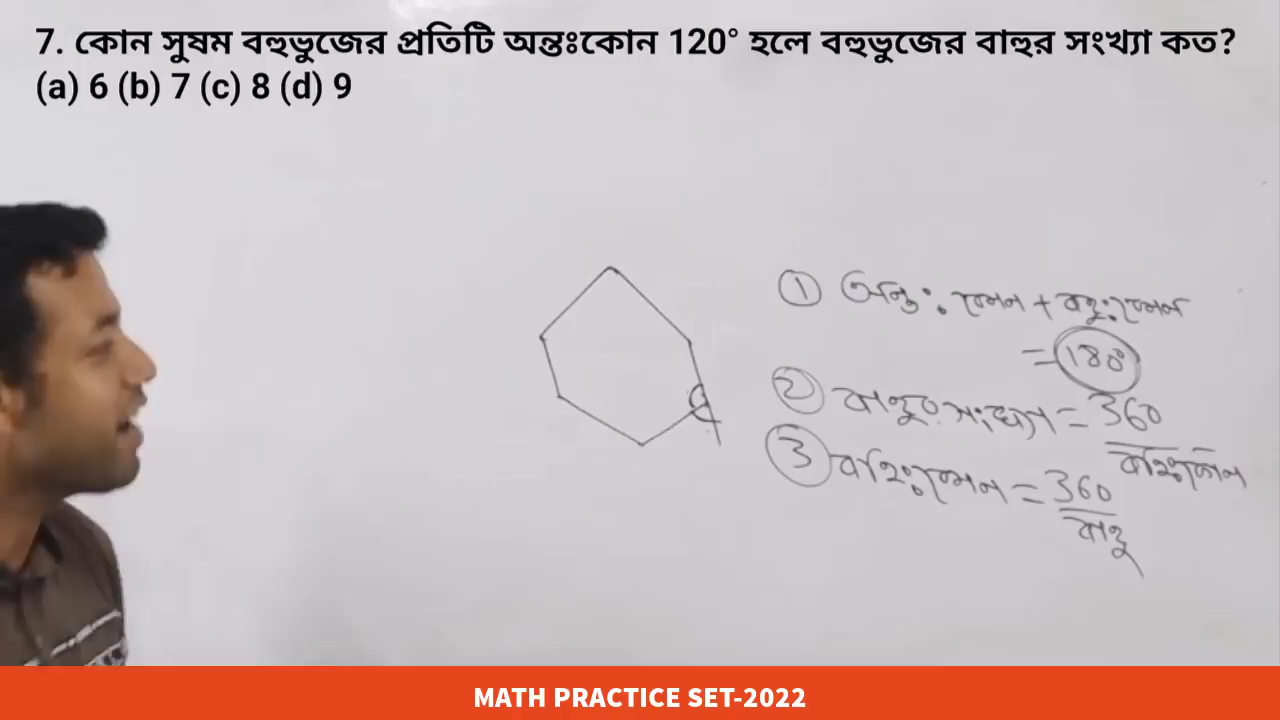 7. কোন সুষম বহুভুজের প্রতিটি অন্তঃকোন 120° হলে বহুভুজের বাহুর সংখ্যা কত?
(a) 6 (b) 7 (c) 8 (d) 9
① অন্তঃ কোন + বহিঃকোন
= 180°
② বাহুর সংখ্যা = 360
বহিঃকোন
③ বহিঃকোন = 360
বাহু
MATH PRACTICE SET-2022